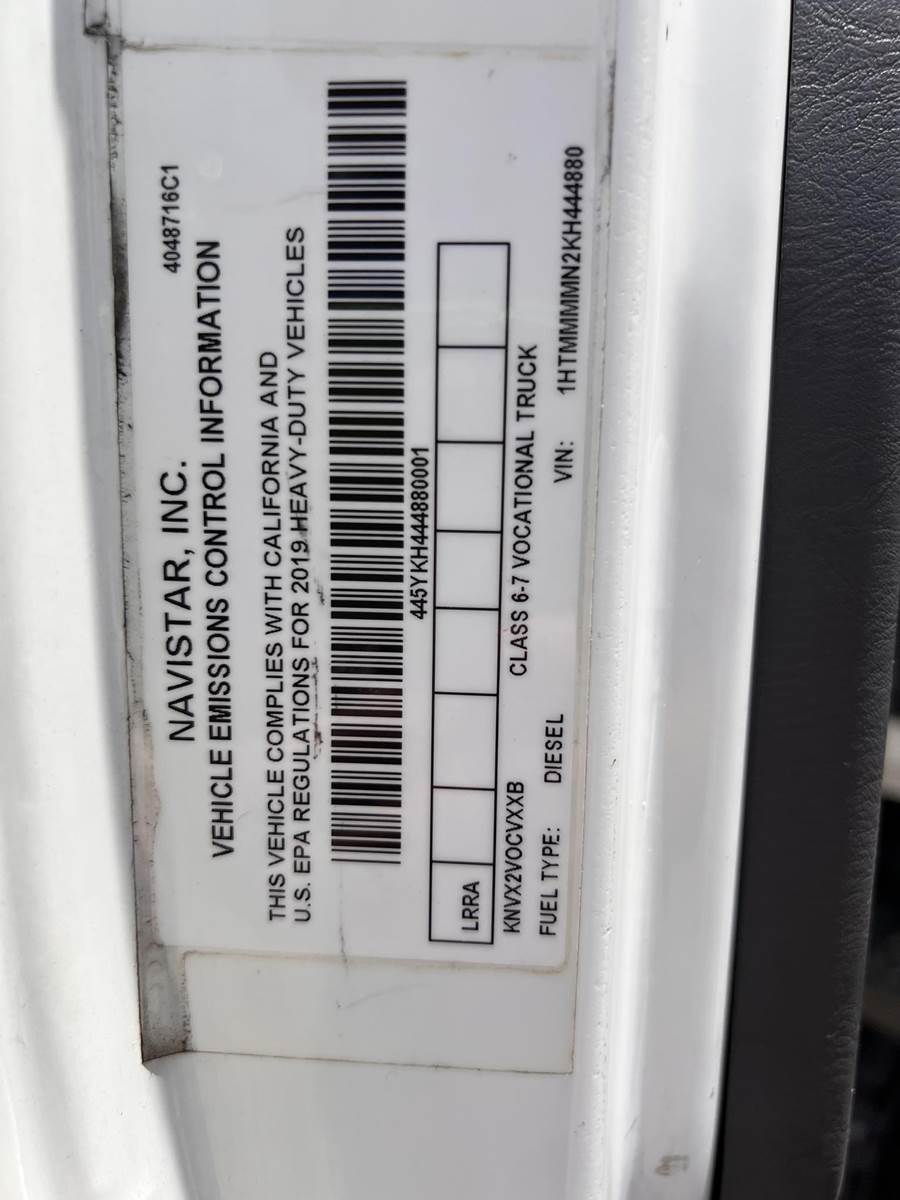 4048716C1
NAVISTAR, INC.
VEHICLE EMISSIONS CONTROL INFORMATION
THIS VEHICLE COMPLIES WITH CALIFORNIA AND
U.S. EPA REGULATIONS FOR 2019 HEAVY-DUTY VEHICLES
445YKH444880001
LRRA
KNVX2VOCVXXB CLASS 6-7 VOCATIONAL TRUCK
FUEL TYPE: DIESEL VIN: 1HTMMMMN2KH444880